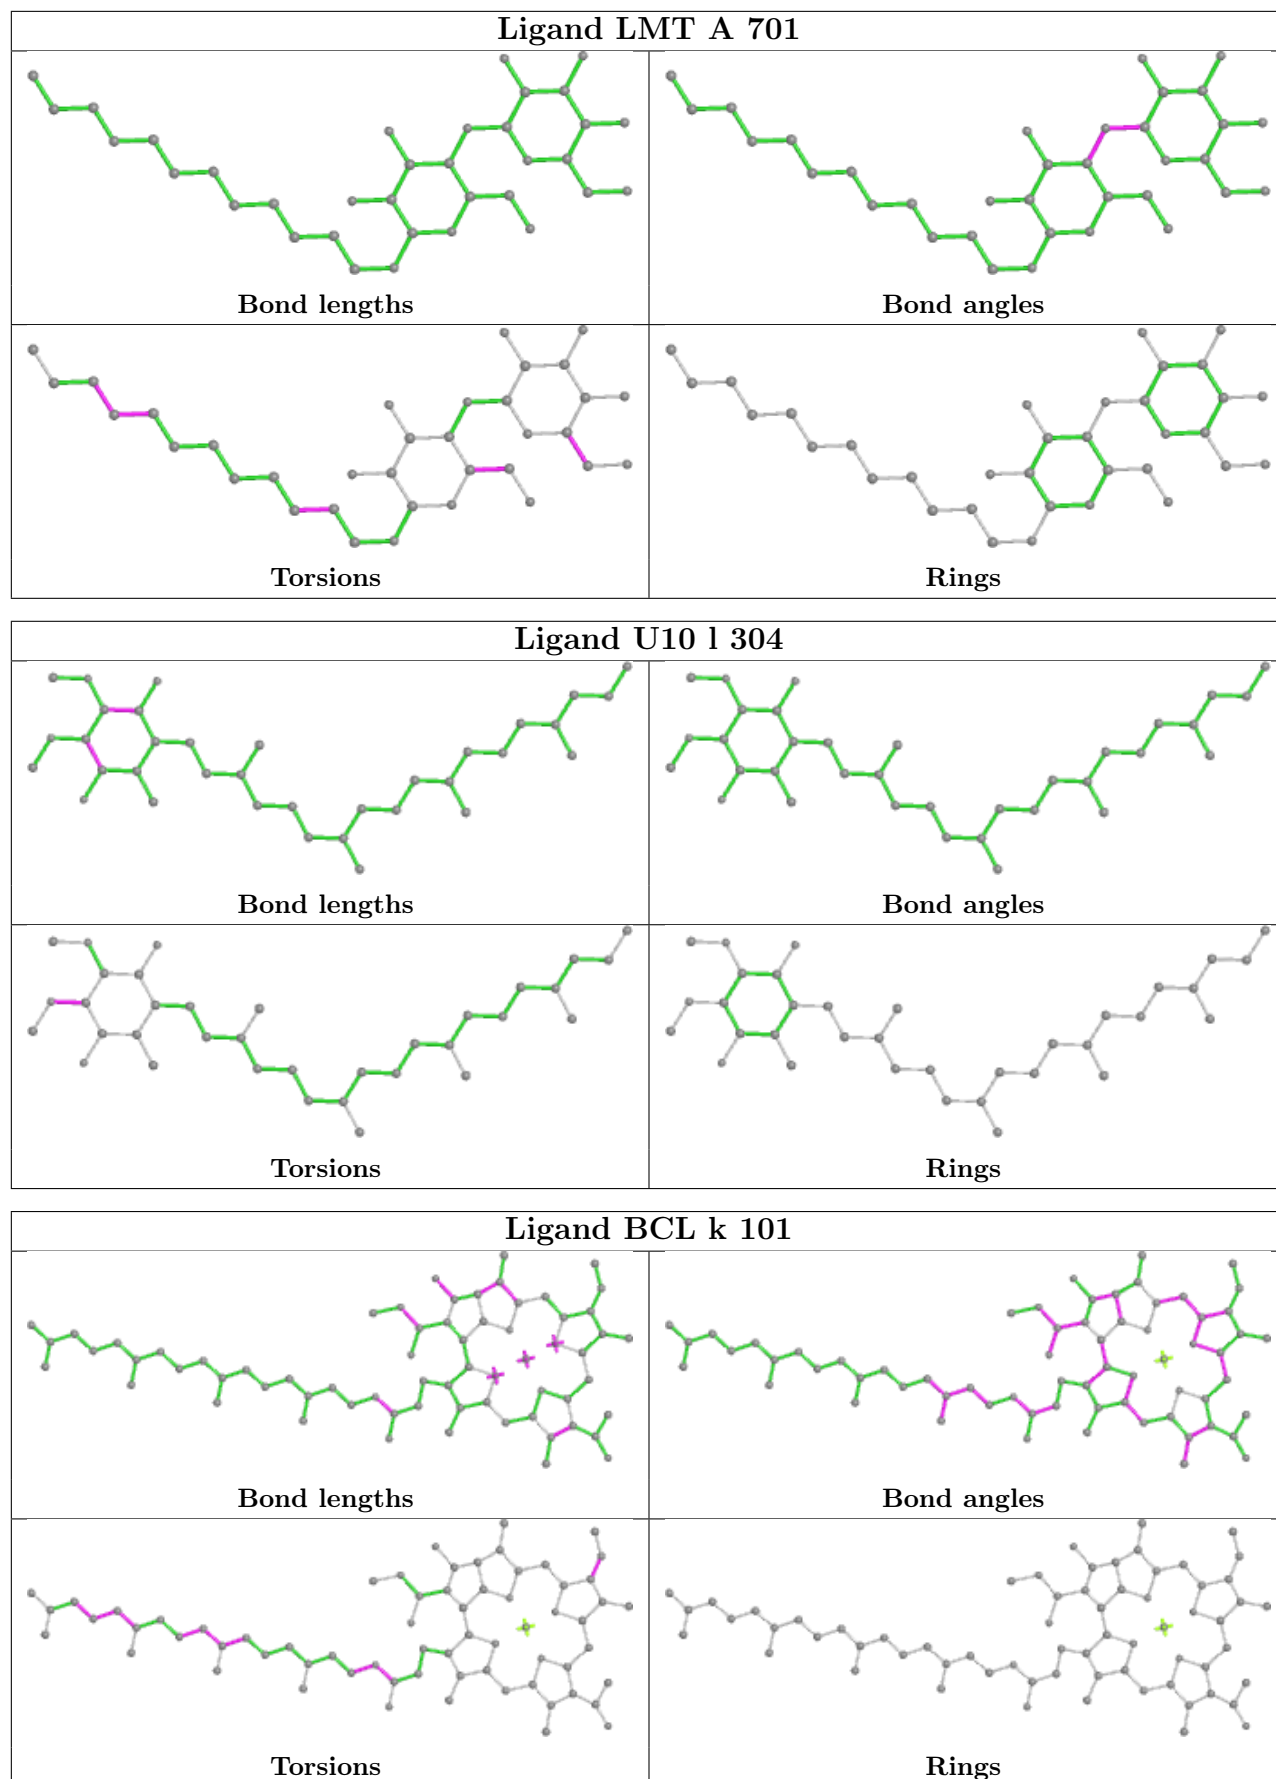 Ligand LMT A 701
Bond lengths
Bond angles
Torsions
Rings
Ligand U10 l 304
Bond lengths
Bond angles
Torsions
Rings
Ligand BCL k 101
Bond lengths
Bond angles
Torsions
Rings